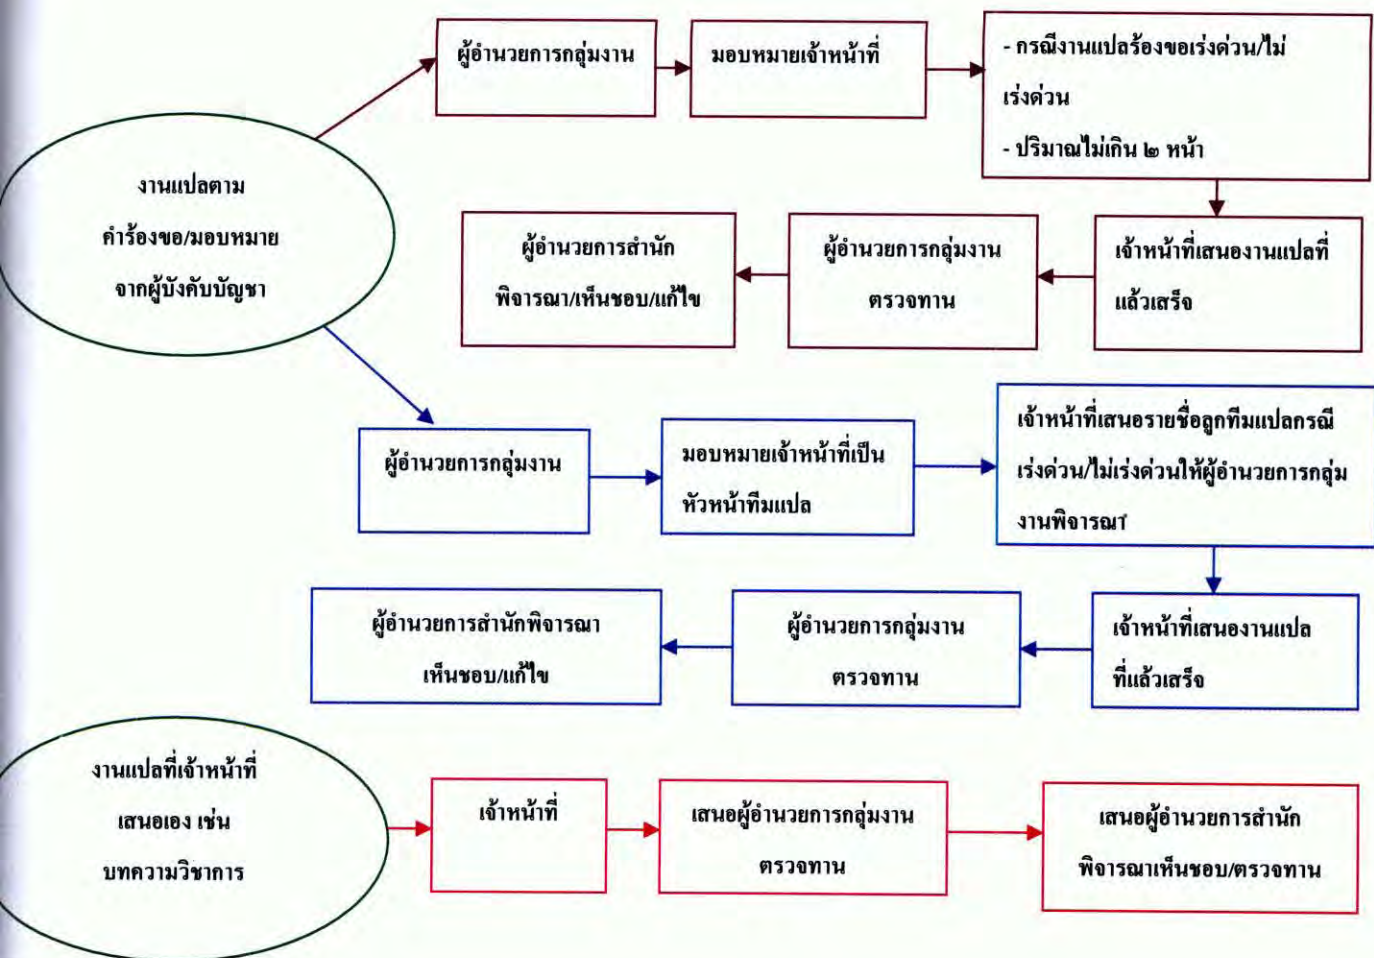 งานแปลตาม
คำร้องขอ/มอบหมาย
จากผู้บังคับบัญชา
ผู้อำนวยการกลุ่มงาน
มอบหมายเจ้าหน้าที่
- กรณีงานแปลร้องขอเร่งด่วน/ไม่
เร่งด่วน
- ปริมาณไม่เกิน ๒ หน้า
เจ้าหน้าที่เสนองานแปลที่
แล้วเสร็จ
ผู้อำนวยการกลุ่มงาน
ตรวจทาน
ผู้อำนวยการสำนัก
พิจารณา/เห็นชอบ/แก้ไข
ผู้อำนวยการกลุ่มงาน
มอบหมายเจ้าหน้าที่เป็น
หัวหน้าทีมแปล
เจ้าหน้าที่เสนอรายชื่อลูกทีมแปลกรณี
เร่งด่วน/ไม่เร่งด่วนให้ผู้อำนวยการกลุ่ม
งานพิจารณา
เจ้าหน้าที่เสนองานแปล
ที่แล้วเสร็จ
ผู้อำนวยการกลุ่มงาน
ตรวจทาน
ผู้อำนวยการสำนักพิจารณา
เห็นชอบ/แก้ไข
งานแปลที่เจ้าหน้าที่
เสนอเอง เช่น
บทความวิชาการ
เจ้าหน้าที่
เสนอผู้อำนวยการกลุ่มงาน
ตรวจทาน
เสนอผู้อำนวยการสำนัก
พิจารณาเห็นชอบ/ตรวจทาน